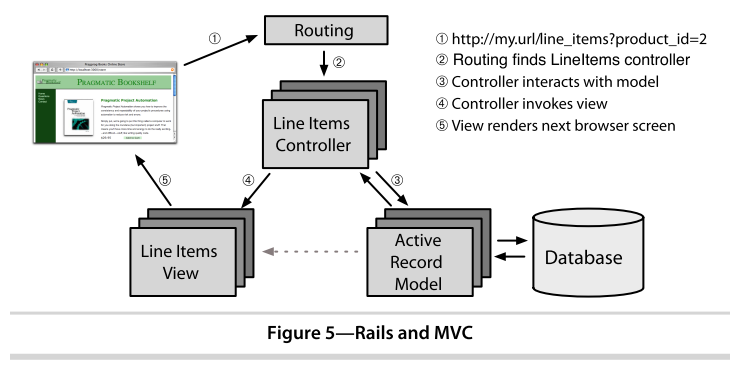 Routing
① http://my.url/line_items?product_id=2
② Routing finds LineItems controller
③ Controller interacts with model
④ Controller invokes view
⑤ View renders next browser screen
①
②
PRAGMATIC BOOKSHELF
Pragmatic Project Automation
Line Items
Controller
⑤
④
③
Line Items
View
Active
Record
Model
Database
Figure 5—Rails and MVC